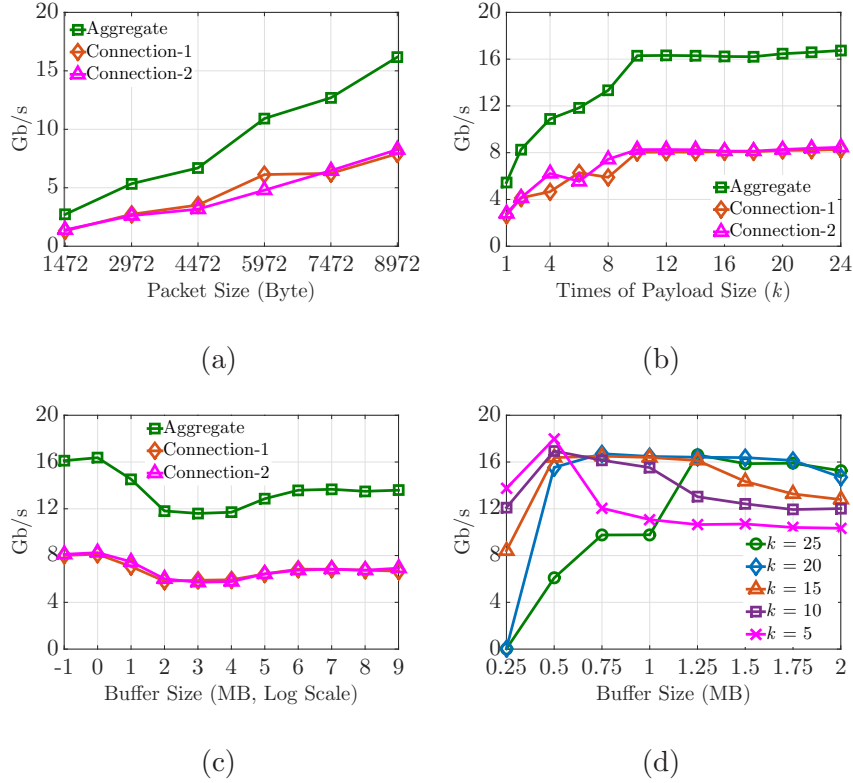 20
15
10
5
0
Gb/s
Aggregate
Connection-1
Connection-2
1472 2972 4472 5972 7472 8972
Packet Size (Byte)
(a)
20
16
12
8
4
0
Gb/s
Aggregate
Connection-1
Connection-2
1 4 8 12 16 20 24
Times of Payload Size (k)
(b)
20
16
12
8
4
0
Gb/s
Aggregate
Connection-1
Connection-2
-1 0 1 2 3 4 5 6 7 8 9
Buffer Size (MB, Log Scale)
(c)
20
16
12
8
4
0
Gb/s
k = 25
k = 20
k = 15
k = 10
k = 5
0.25 0.5 0.75 1 1.25 1.5 1.75 2
Buffer Size (MB)
(d)